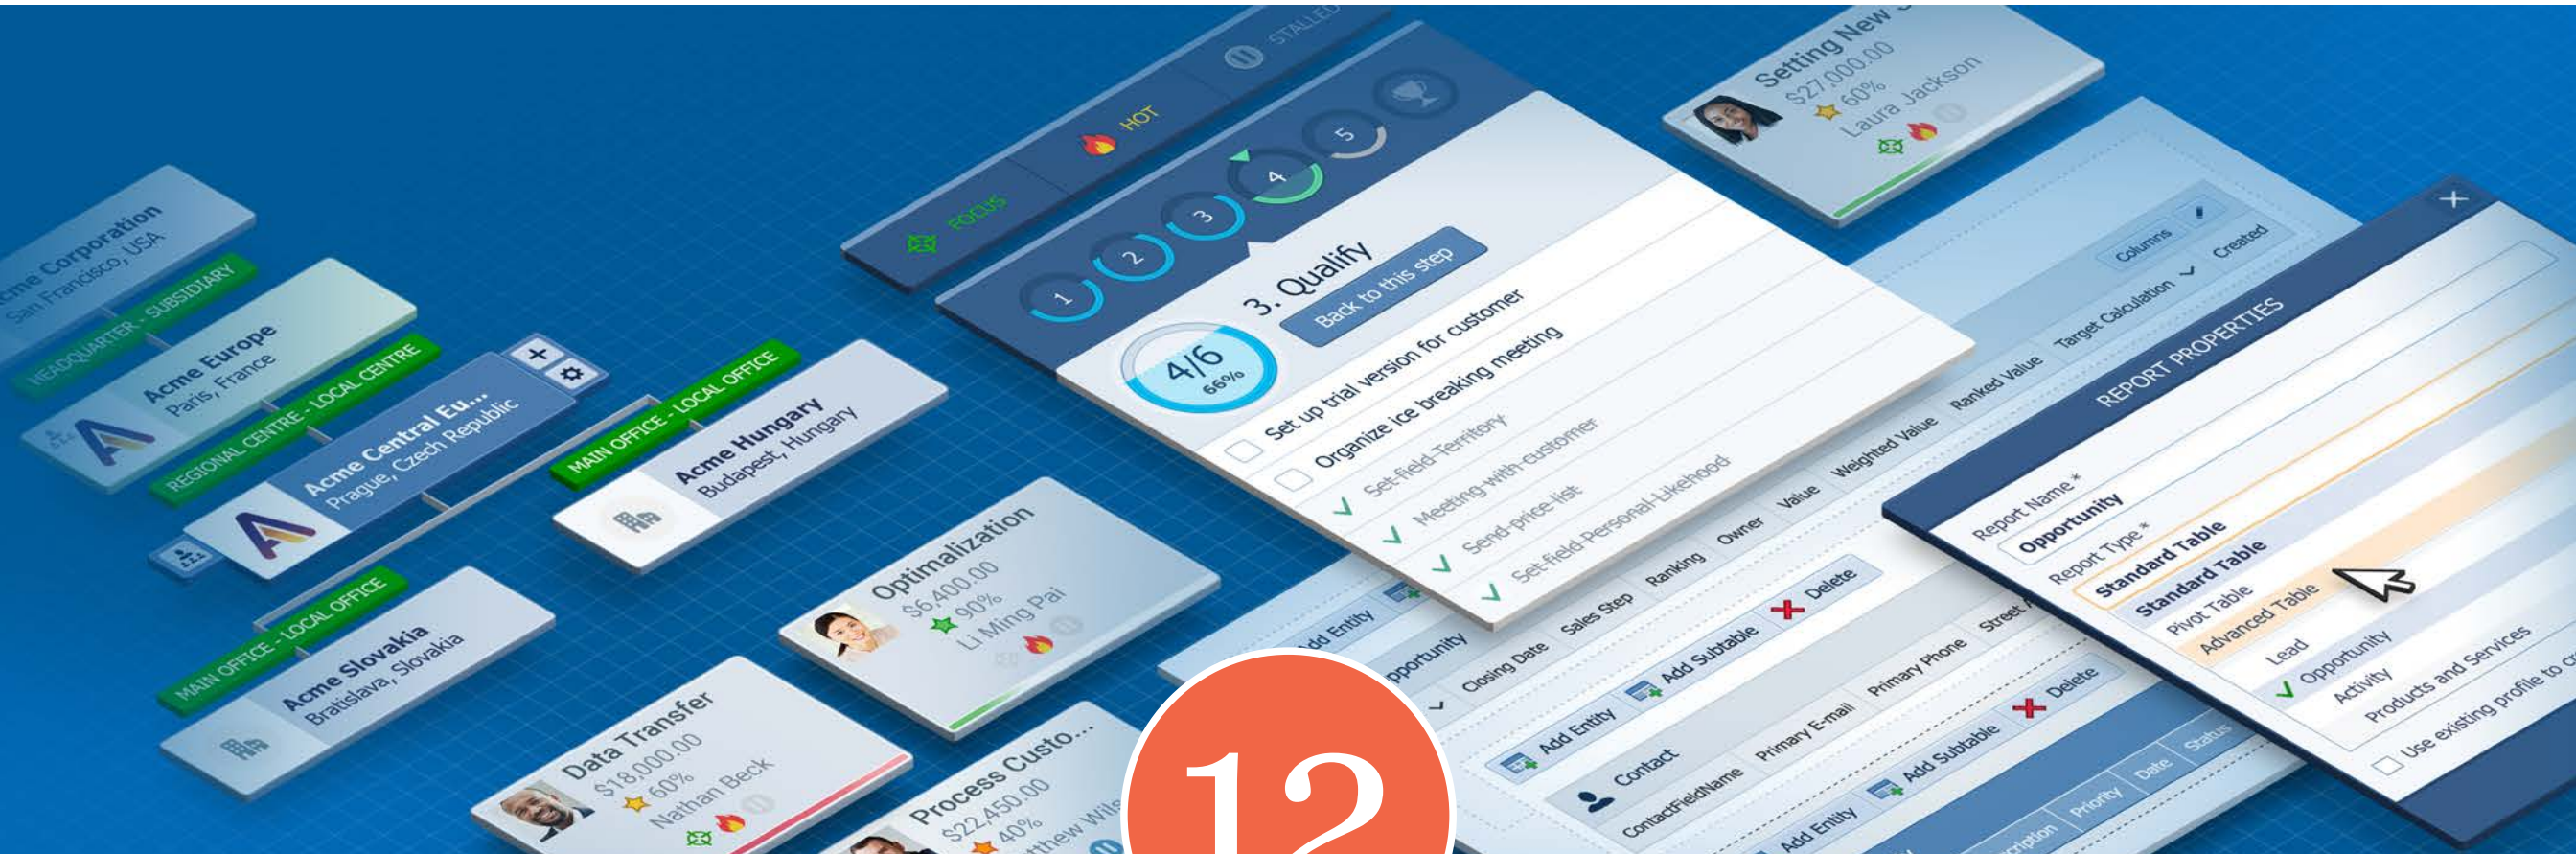 Acme Corporation
San Francisco, USA
HEADQUARTER - SUBSIDIARY
Acme Europe
Paris, France
REGIONAL CENTRE - LOCAL CENTRE
Acme Central Eu...
Prague, Czech Republic
MAIN OFFICE - LOCAL OFFICE
Acme Hungary
Budapest, Hungary
MAIN OFFICE - LOCAL OFFICE
Acme Slovakia
Bratislava, Slovakia
FOCUS
HOT
STALLED
1
2
3
4
5
3. Qualify
Back to this step
4/6
66%
Set up trial version for customer
Organize ice breaking meeting
Set field Territory
Meeting with customer
Send price list
Set field Personal Likehood
Setting New
$27,000.00
60%
Laura Jackson
Optimalization
$6,400.00
90%
Li Ming Pai
Data Transfer
$18,000.00
60%
Nathan Beck
Process Custo...
$22,450.00
40%
12
Columns
Closing Date Sales Step Ranking Owner Value Weighted Value Ranked Value Target Calculation Created
Add Entity
Add Entity Add Subtable Delete
Contact
ContactFieldName Primary E-mail Primary Phone Street
Add Entity Add Subtable Delete
Priority Date Status
REPORT PROPERTIES
Report Name*
Opportunity
Report Type*
Standard Table
Standard Table
Pivot Table
Advanced Table
Lead
Opportunity
Activity
Products and Services
Use existing profile to